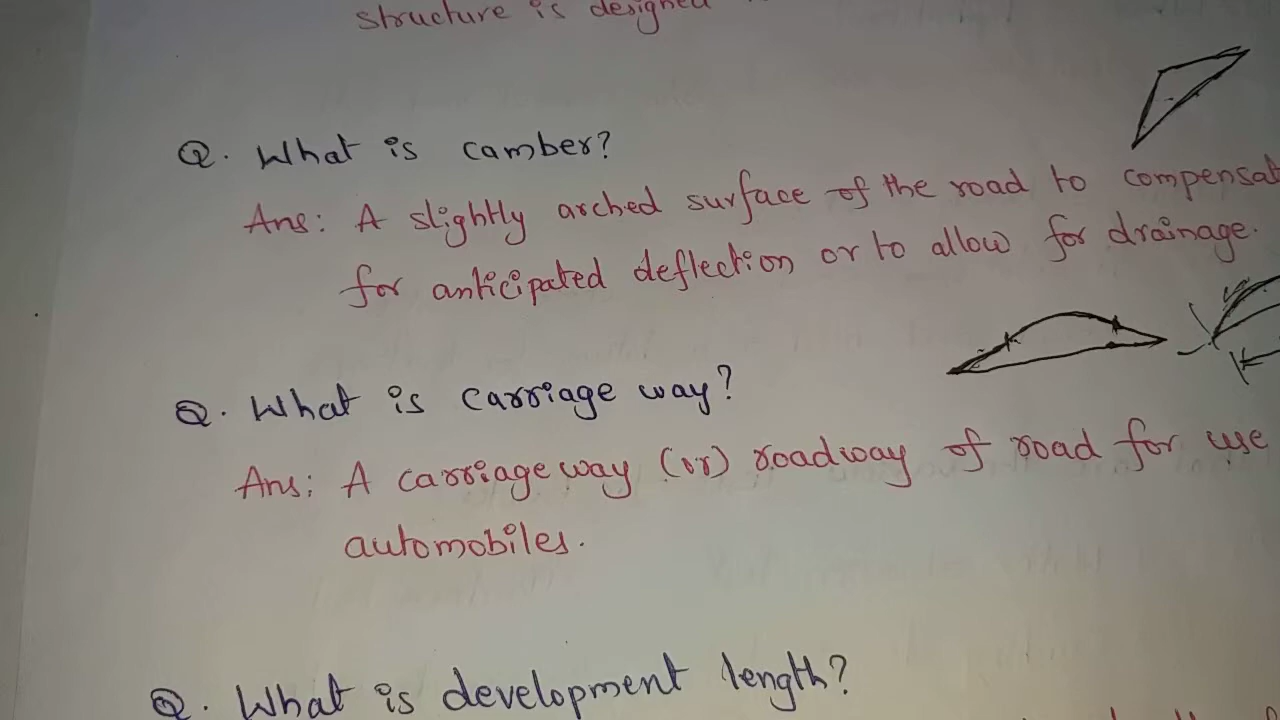 structure is designed
Q. What is camber?
Ans: A slightly arched surface of the road to compensat
for anticipated deflection or to allow for drainage.
Q. What is carriage way?
Ans: A carriage way (or) roadway of road for use
automobiles.
Q. What is development length?